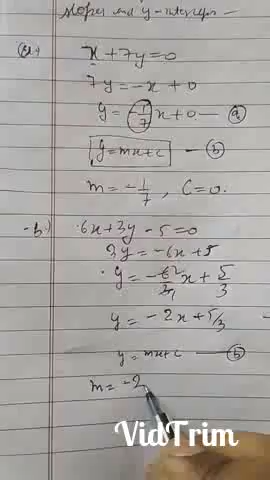 slopes and y-intercepts -
(a) x + 7y = 0
7y = -x + 0
y = -1/7 x + 0 — (a)
y = mx + c — (b)
m = -1/7 , C = 0.
b.) 6x + 3y - 5 = 0
3y = -6x + 5
y = -6/3 x + 5/3
y = -2x + 5/3
y = mx + c — (b)
m = -2
VidTrim